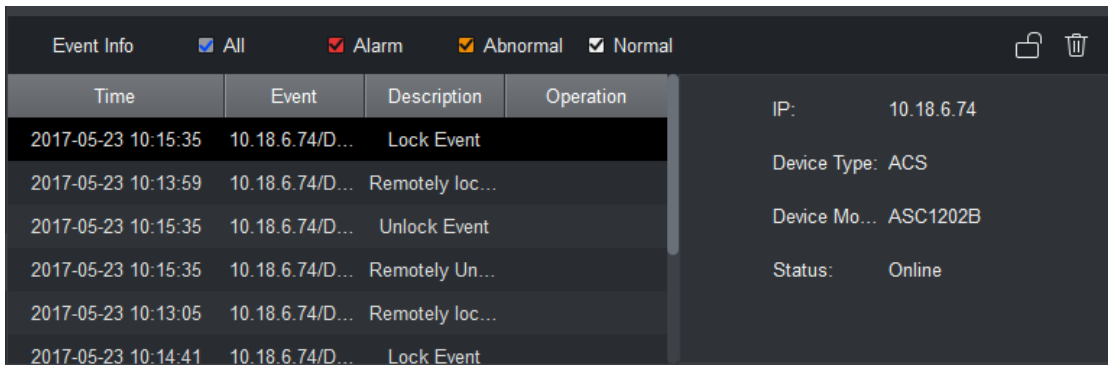 Event Info All Alarm Abnormal Normal
Time Event Description Operation
2017-05-23 10:15:35 10.18.6.74/D... Lock Event
2017-05-23 10:13:59 10.18.6.74/D... Remotely loc...
2017-05-23 10:15:35 10.18.6.74/D... Unlock Event
2017-05-23 10:15:35 10.18.6.74/D... Remotely Un...
2017-05-23 10:13:05 10.18.6.74/D... Remotely loc...
2017-05-23 10:14:41 10.18.6.74/D... Lock Event
IP: 10.18.6.74
Device Type: ACS
Device Mo... ASC1202B
Status: Online